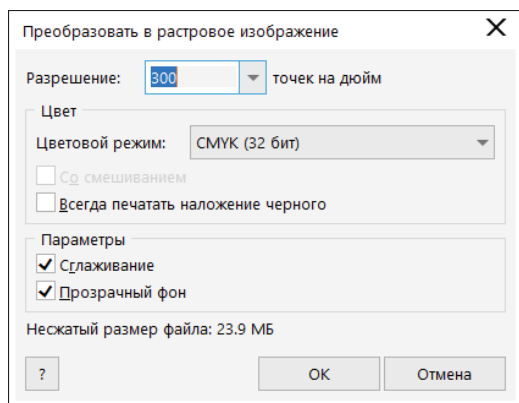 Преобразовать в растровое изображение
Разрешение: 300 точек на дюйм
Цвет
Цветовой режим: CMYK (32 бит)
Со смешиванием
Всегда печатать наложение черного
Параметры
Сглаживание
Прозрачный фон
Несжатый размер файла: 23.9 МБ
? OK Отмена